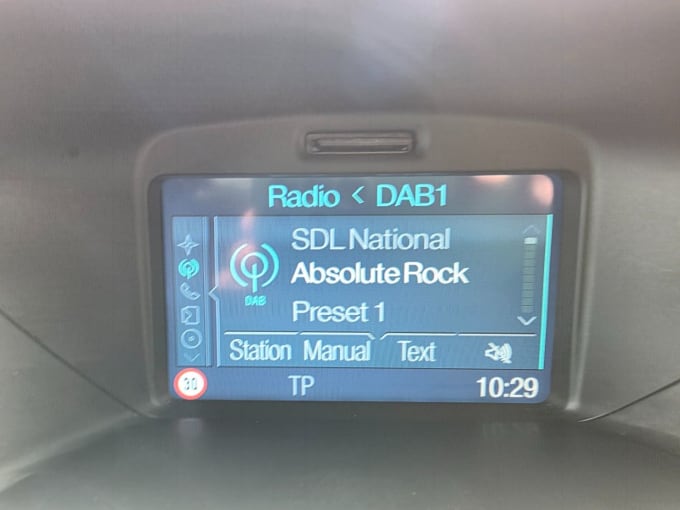 Radio < DAB1
SDL National
Absolute Rock
DAB
Preset 1
Station Manual Text
30 TP 10:29